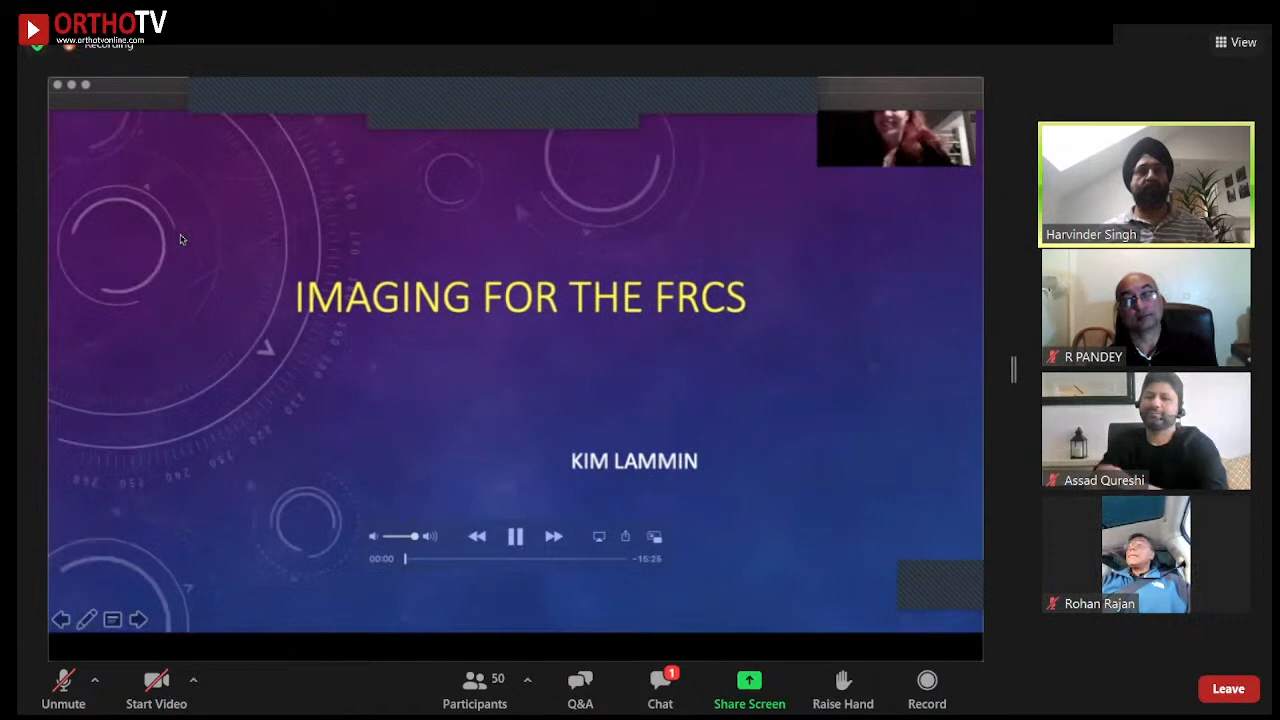 ORTHOTV
www.orthotvonline.com
Recording
View
IMAGING FOR THE FRCS
KIM LAMMIN
00:00
-15:25
Harvinder Singh
R PANDEY
Assad Qureshi
Rohan Rajan
Unmute
Start Video
50
Participants
Q&A
1
Chat
Share Screen
Raise Hand
Record
Leave